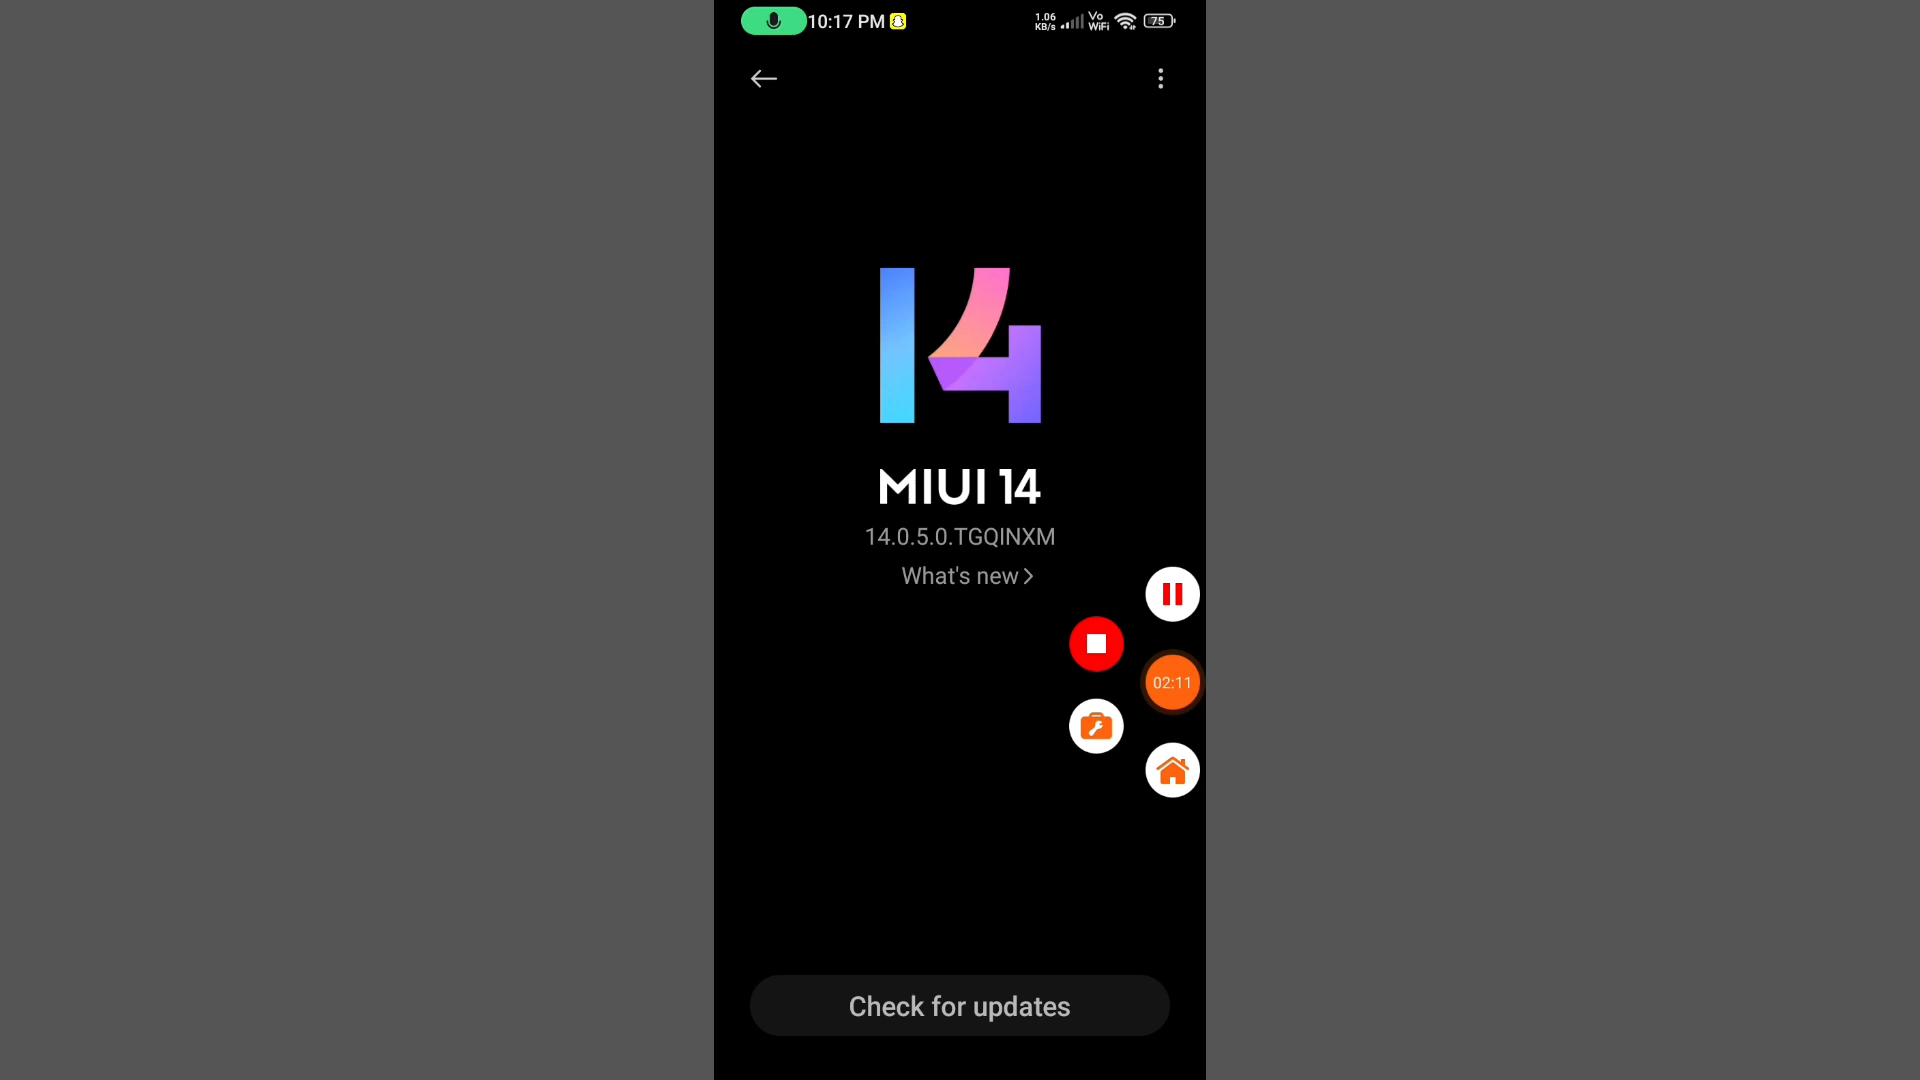 10:17 PM
1.06
KB/s
Vo
WiFi
75
14
MIUI 14
14.0.5.0.TGQINXM
What's new
02:11
Check for updates